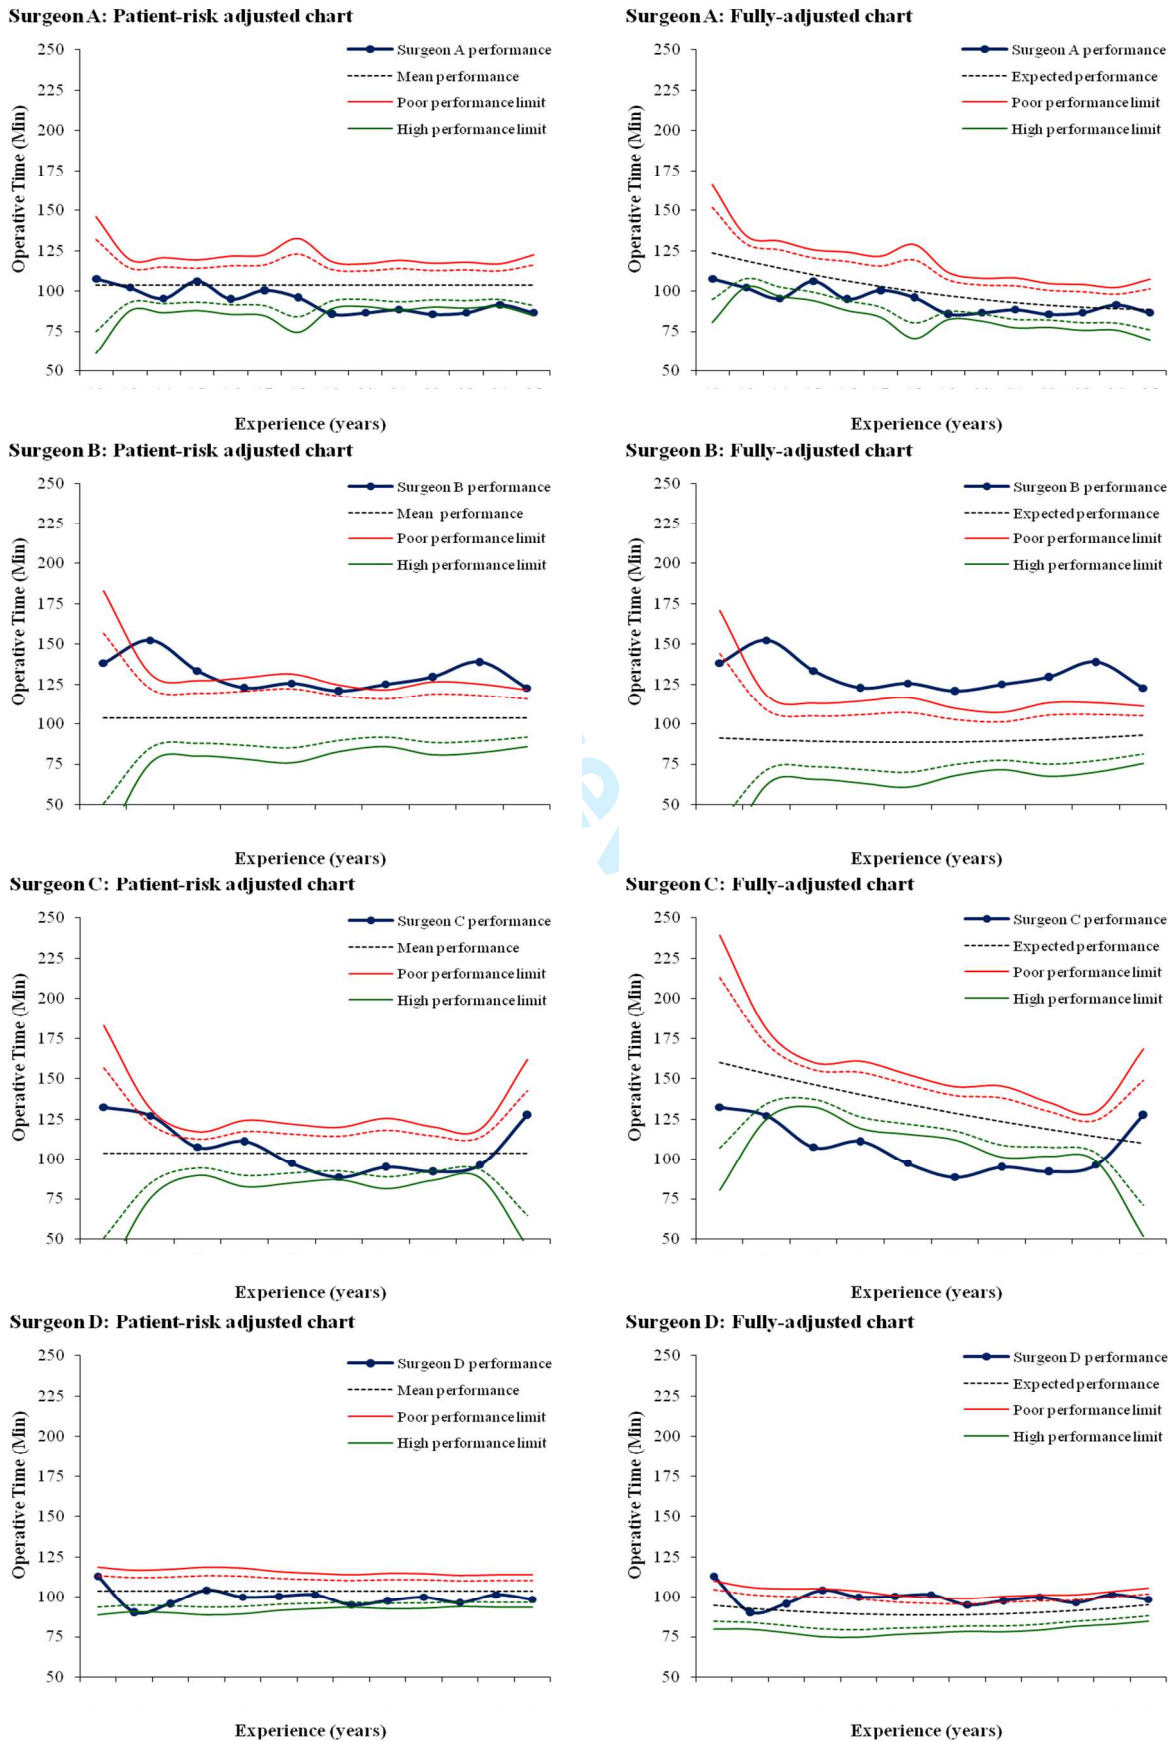 Surgeon A: Patient-risk adjusted chart
Surgeon A performance
Mean performance
Poor performance limit
High performance limit
Operative Time (Min)
250
225
200
175
150
125
100
75
50
Experience (years)
Surgeon A: Fully-adjusted chart
Surgeon A performance
Expected performance
Poor performance limit
High performance limit
Operative Time (Min)
250
225
200
175
150
125
100
75
50
Experience (years)
Surgeon B: Patient-risk adjusted chart
Surgeon B performance
Mean performance
Poor performance limit
High performance limit
Operative Time (Min)
250
225
200
175
150
125
100
75
50
Experience (years)
Surgeon B: Fully-adjusted chart
Surgeon B performance
Expected performance
Poor performance limit
High performance limit
Operative Time (Min)
250
225
200
175
150
125
100
75
50
Experience (years)
Surgeon C: Patient-risk adjusted chart
Surgeon C performance
Mean performance
Poor performance limit
High performance limit
Operative Time (Min)
250
225
200
175
150
125
100
75
50
Experience (years)
Surgeon C: Fully-adjusted chart
Surgeon C performance
Expected performance
Poor performance limit
High performance limit
Operative Time (Min)
250
225
200
175
150
125
100
75
50
Experience (years)
Surgeon D: Patient-risk adjusted chart
Surgeon D performance
Mean performance
Poor performance limit
High performance limit
Operative Time (Min)
250
225
200
175
150
125
100
75
50
Experience (years)
Surgeon D: Fully-adjusted chart
Surgeon D performance
Expected performance
Poor performance limit
High performance limit
Operative Time (Min)
250
225
200
175
150
125
100
75
50
Experience (years)